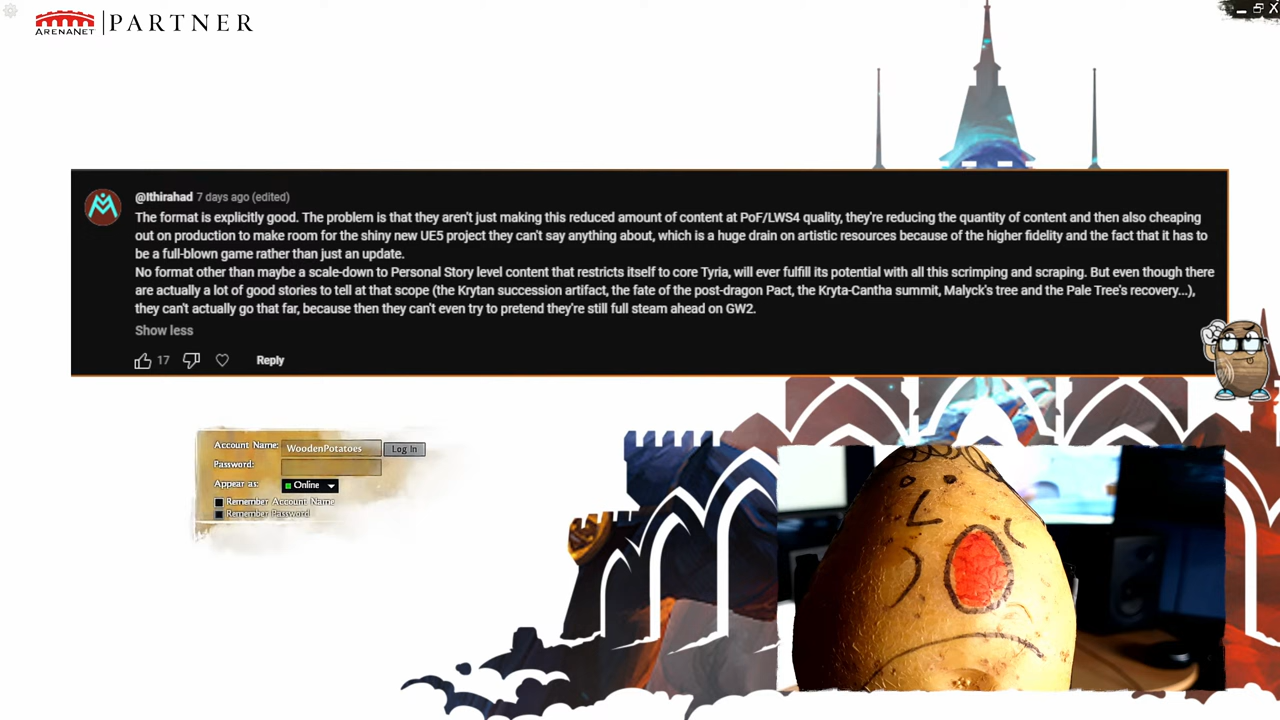 ARENANET | PARTNER
@Ithirahad 7 days ago (edited)
The format is explicitly good. The problem is that they aren't just making this reduced amount of content at PoF/LWS4 quality, they're reducing the quantity of content and then also cheaping
out on production to make room for the shiny new UE5 project they can't say anything about, which is a huge drain on artistic resources because of the higher fidelity and the fact that it has to
be a full-blown game rather than just an update.
No format other than maybe a scale-down to Personal Story level content that restricts itself to core Tyria, will ever fulfill its potential with all this scrimping and scraping. But even though there
are actually a lot of good stories to tell at that scope (the Krytan succession artifact, the fate of the post-dragon Pact, the Kryta-Cantha summit, Malyck's tree and the Pale Tree's recovery...),
they can't actually go that far, because then they can't even try to pretend they're still full steam ahead on GW2.
Show less
17 Reply
Account Name: WoodenPotatoes Log In
Password:
Appear as: Online
Remember Account Name
Remember Password